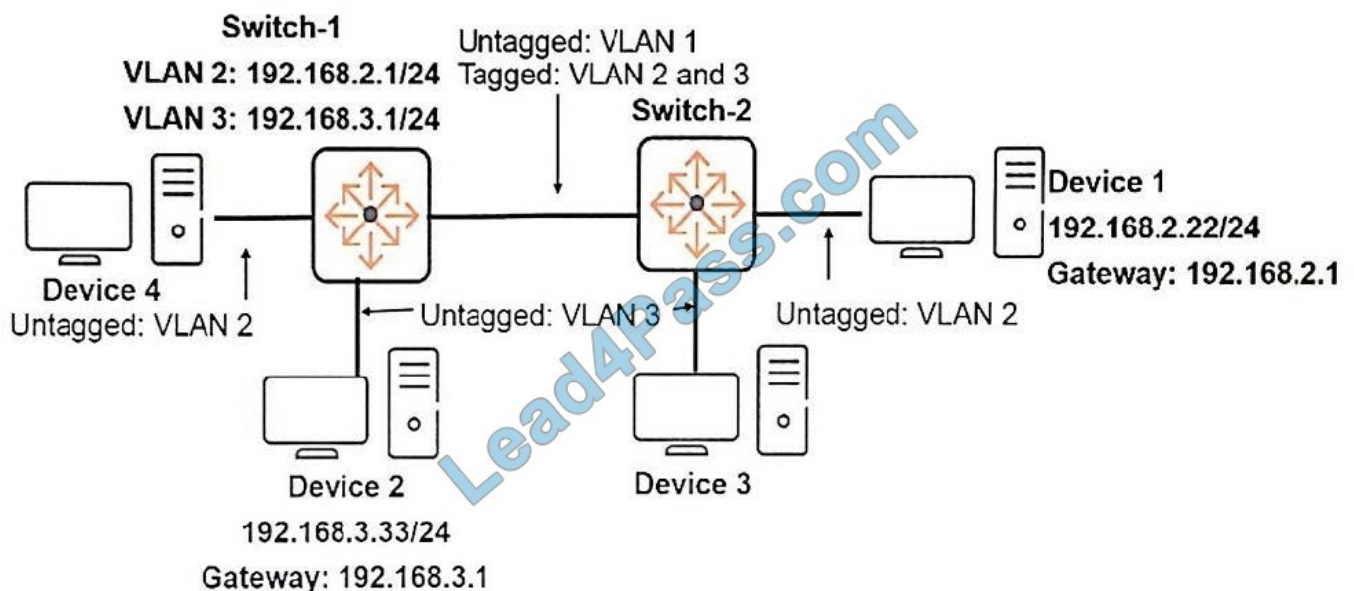 Switch-1
VLAN 2: 192.168.2.1/24
VLAN 3: 192.168.3.1/24
Untagged: VLAN 1
Tagged: VLAN 2 and 3
Switch-2
Device 1
192.168.2.22/24
Gateway: 192.168.2.1
Device 4
Untagged: VLAN 2
Untagged: VLAN 3
Untagged: VLAN 2
Device 2
192.168.3.33/24
Gateway: 192.168.3.1
Device 3
Lead4Pass.com